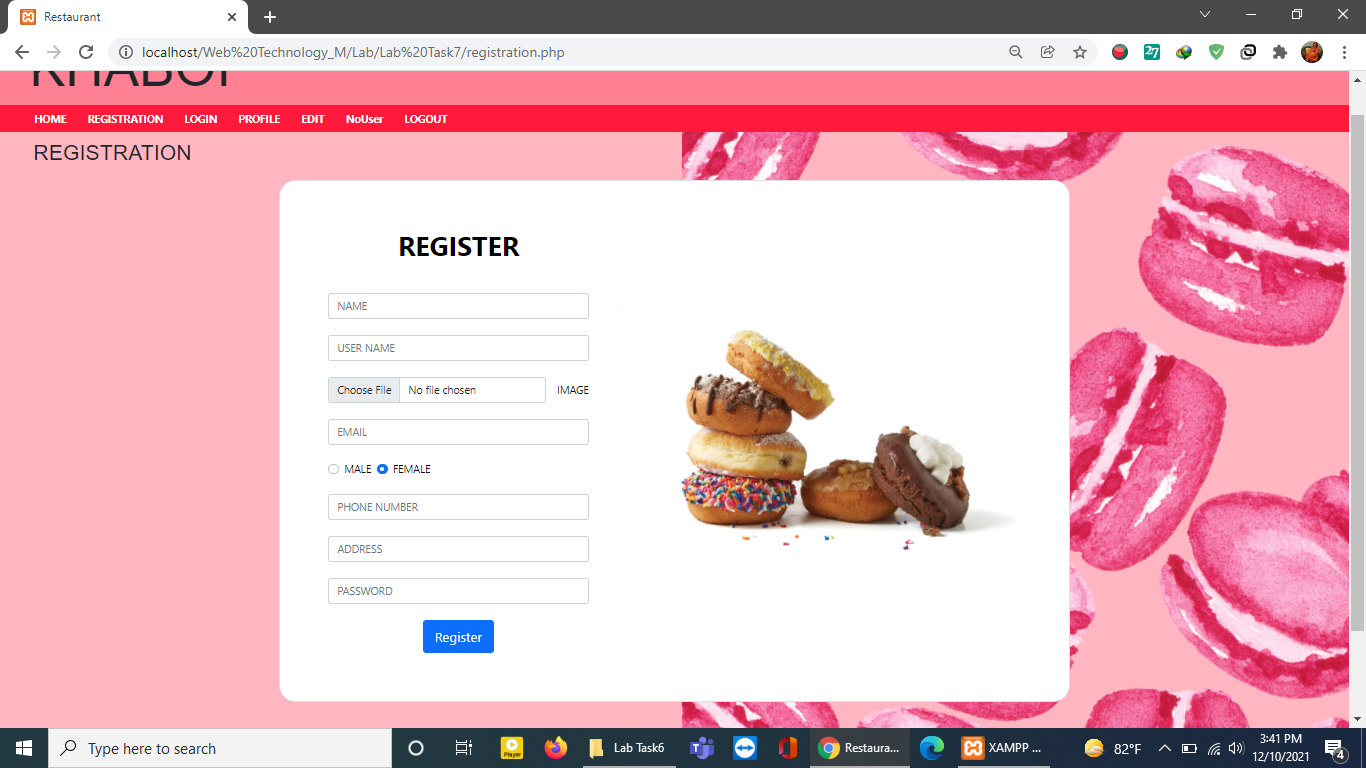 Restaurant
localhost/Web%20Technology_M/Lab/Lab%20Task7/registration.php
27
HOME REGISTRATION LOGIN PROFILE EDIT NoUser LOGOUT
REGISTRATION
REGISTER
NAME
USER NAME
Choose File No file chosen IMAGE
EMAIL
MALE FEMALE
PHONE NUMBER
ADDRESS
PASSWORD
Register
Type here to search
Player
Lab Task6
Restaura...
XAMPP ...
82°F
3:41 PM
12/10/2021
4